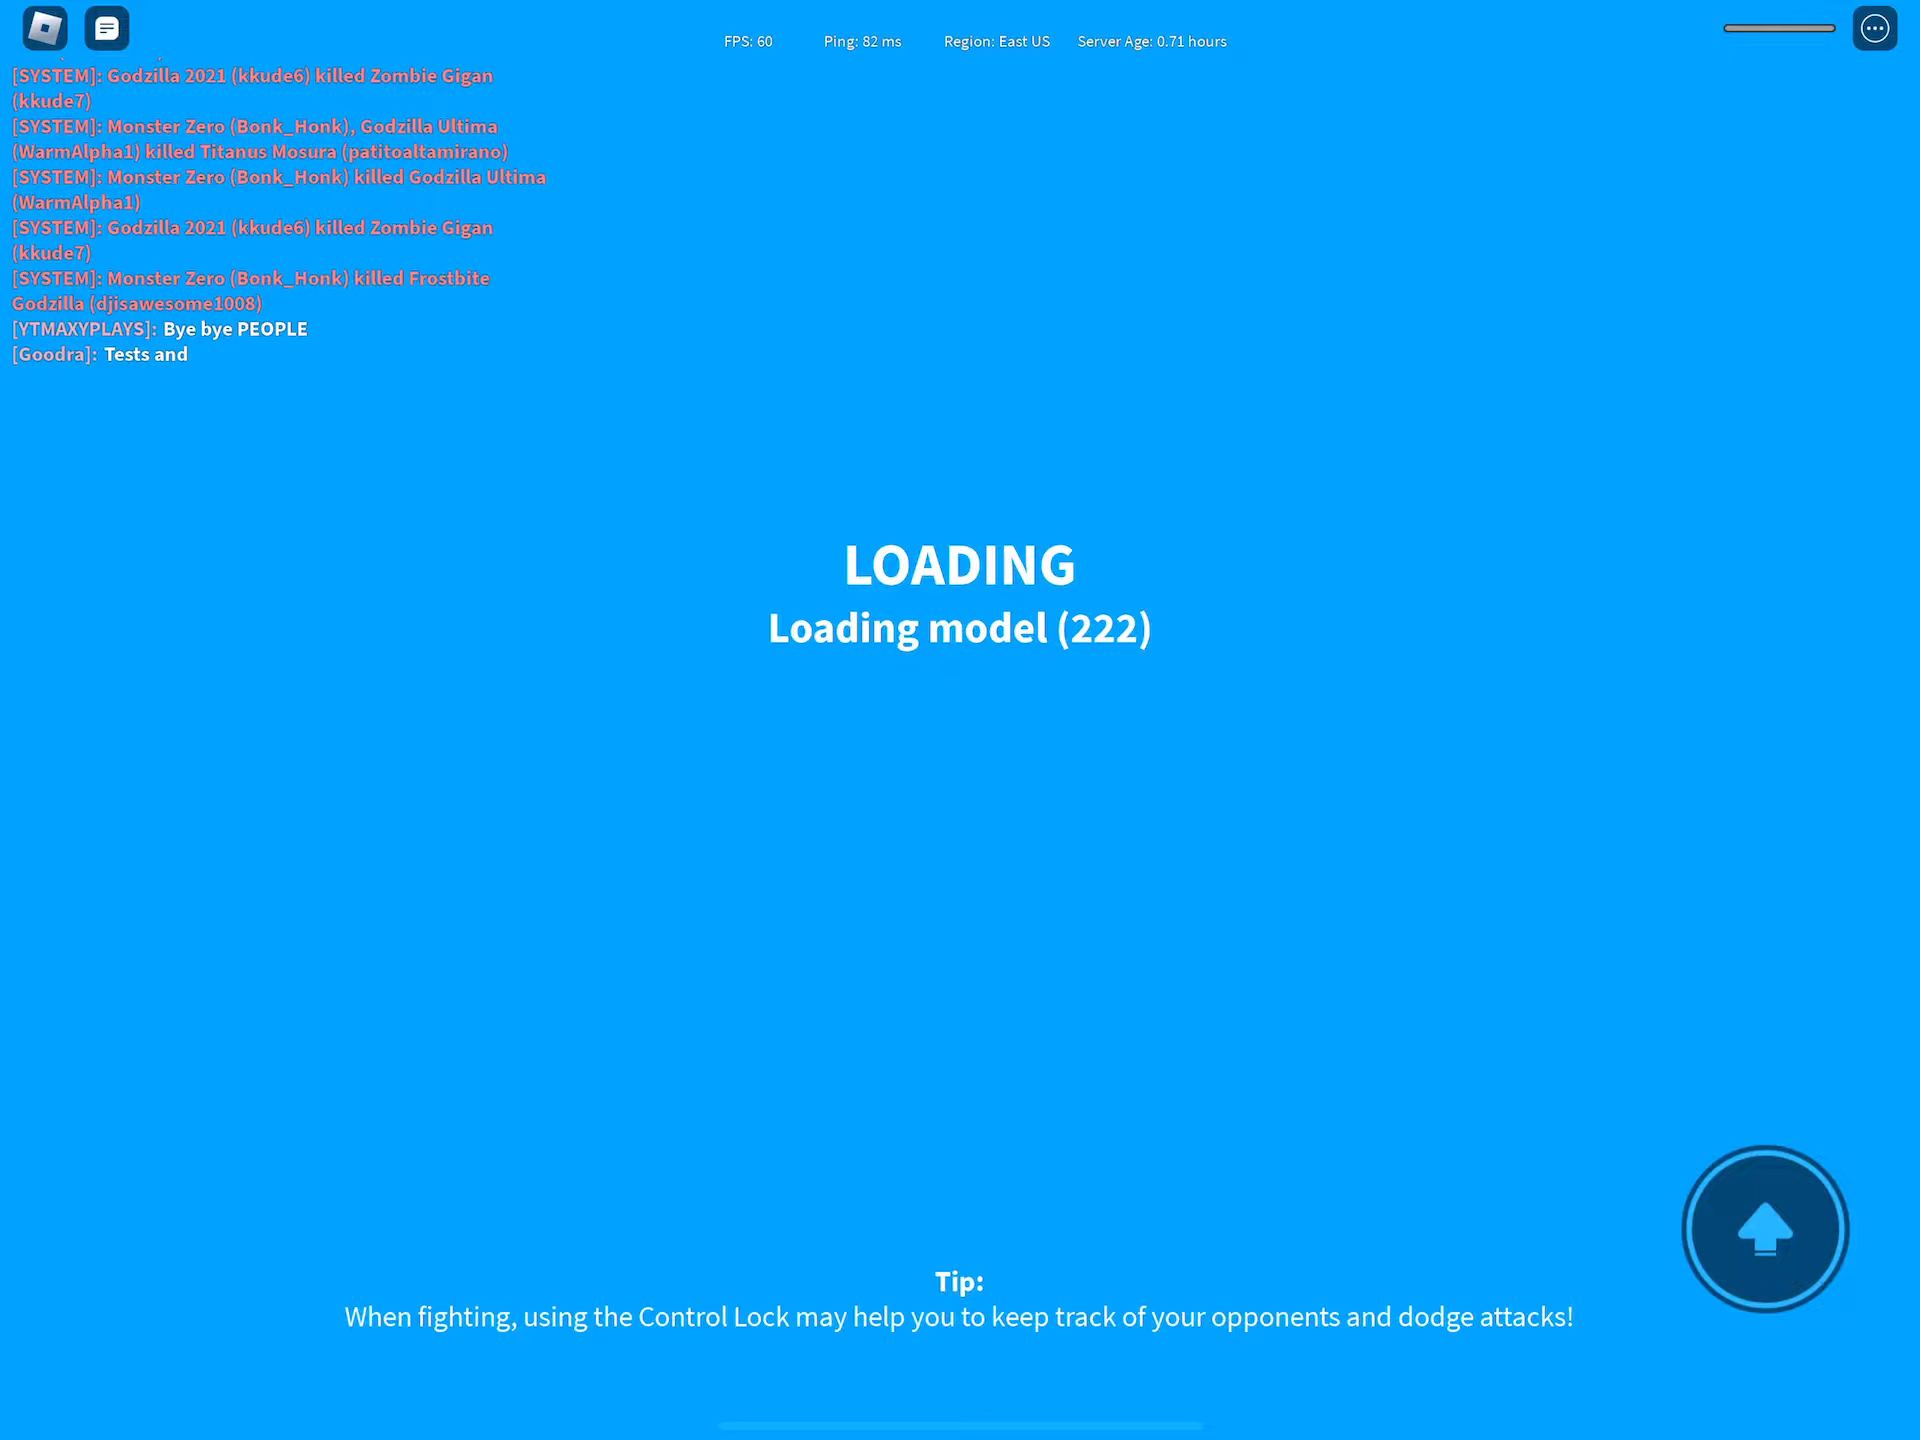 FPS: 60 Ping: 82 ms Region: East US Server Age: 0.71 hours
[SYSTEM]: Godzilla 2021 (kkude6) killed Zombie Gigan
(kkude7)
[SYSTEM]: Monster Zero (Bonk_Honk), Godzilla Ultima
(WarmAlpha1) killed Titanus Mosura (patitoaltamirano)
[SYSTEM]: Monster Zero (Bonk_Honk) killed Godzilla Ultima
(WarmAlpha1)
[SYSTEM]: Godzilla 2021 (kkude6) killed Zombie Gigan
(kkude7)
[SYSTEM]: Monster Zero (Bonk_Honk) killed Frostbite
Godzilla (djisawesome1008)
[YTMAXYPLAYS]: Bye bye PEOPLE
[Goodra]: Tests and
LOADING
Loading model (222)
Tip:
When fighting, using the Control Lock may help you to keep track of your opponents and dodge attacks!